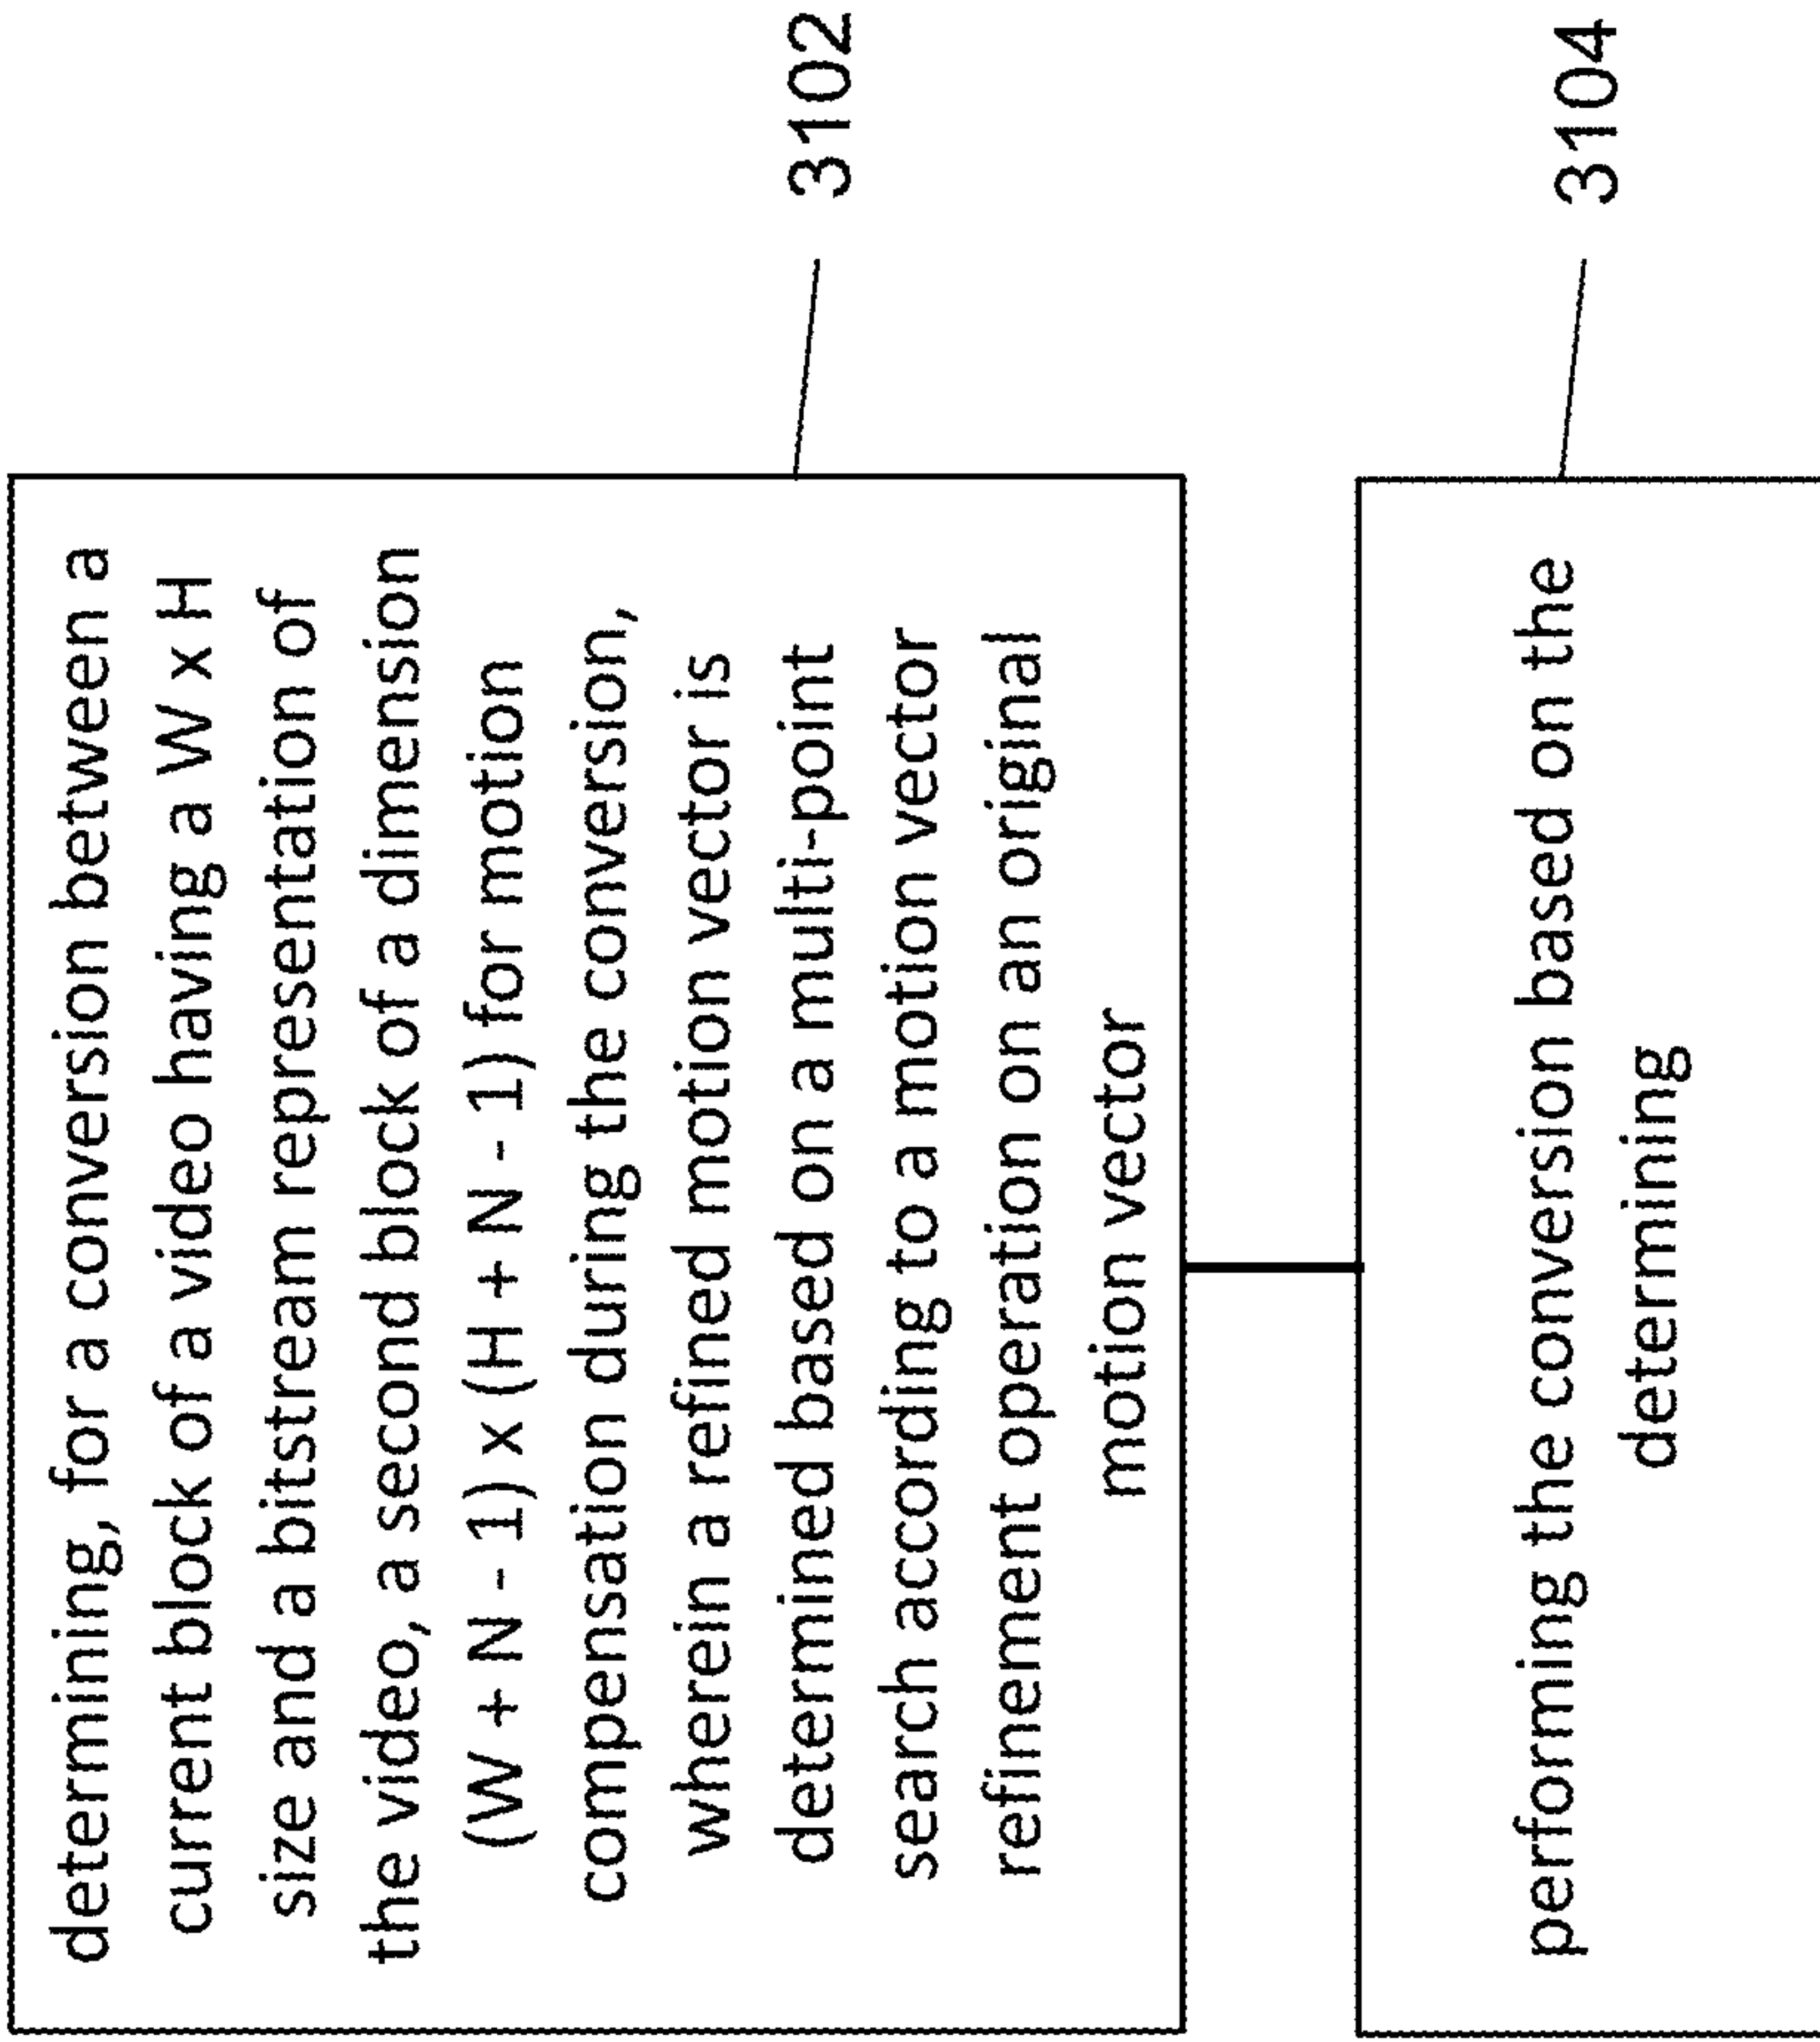 determining, for a conversion between a
current block of a video having a W x H
size and a bitstream representation of
the video, a second block of a dimension
(W + N - 1) x (H + N - 1) for motion
compensation during the conversion,
wherein a refined motion vector is
determined based on a multi-point
search according to a motion vector
refinement operation on an original
motion vector
3102
performing the conversion based on the
determining
3104